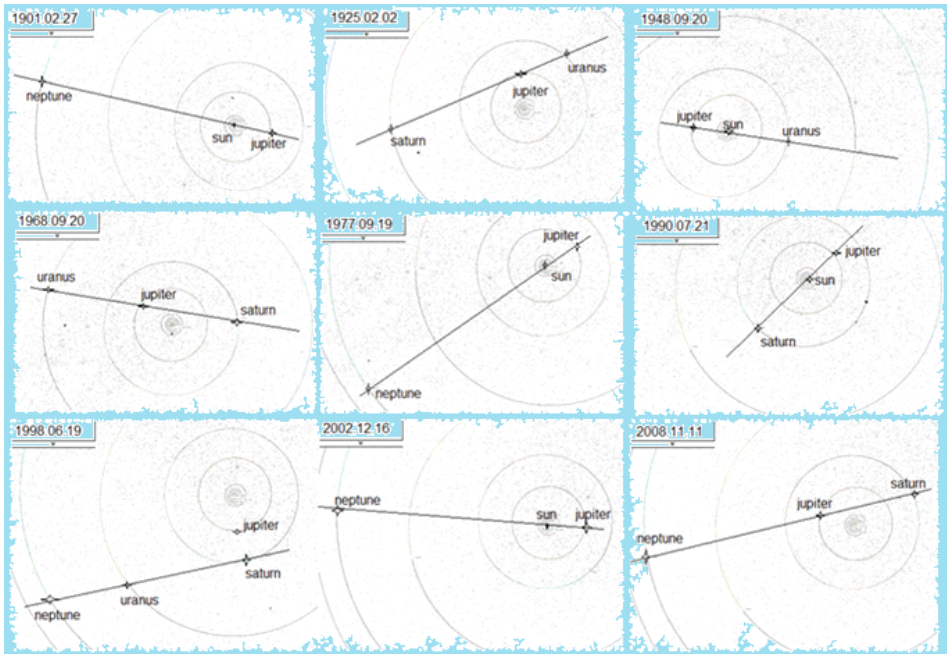 1901 02 27
neptune
sun
jupiter
1925 02 02
uranus
jupiter
saturn
1948 09 20
jupiter
sun
uranus
1968 09 20
uranus
jupiter
saturn
1977 09 19
jupiter
sun
neptune
1990 07 21
jupiter
sun
saturn
1998 06 19
jupiter
saturn
uranus
neptune
2002 12 16
neptune
sun
jupiter
2008 11 11
saturn
jupiter
neptune